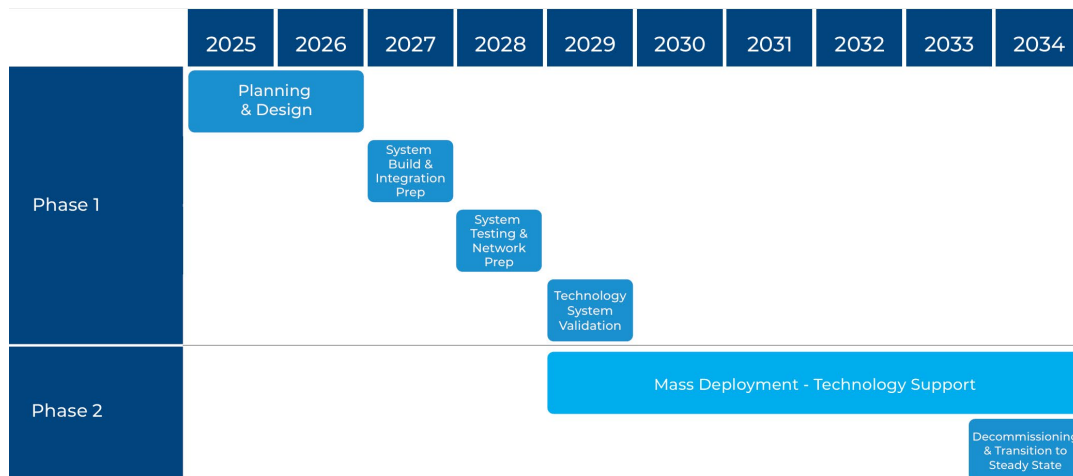 2025 2026 2027 2028 2029 2030 2031 2032 2033 2034
Phase 1
Planning
& Design
System
Build &
Integration
Prep
System
Testing &
Network
Prep
Technology
System
Validation
Phase 2
Mass Deployment - Technology Support
Decommissioning
& Transition to
Steady State